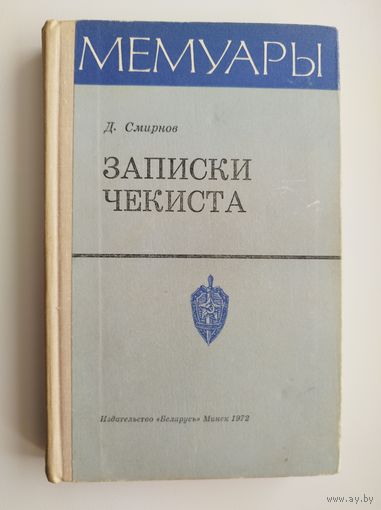 МЕМУАРЫ
Д. Смирнов
ЗАПИСКИ
ЧЕКИСТА
Издательство «Беларусь» Минск 1972
www.ay.by